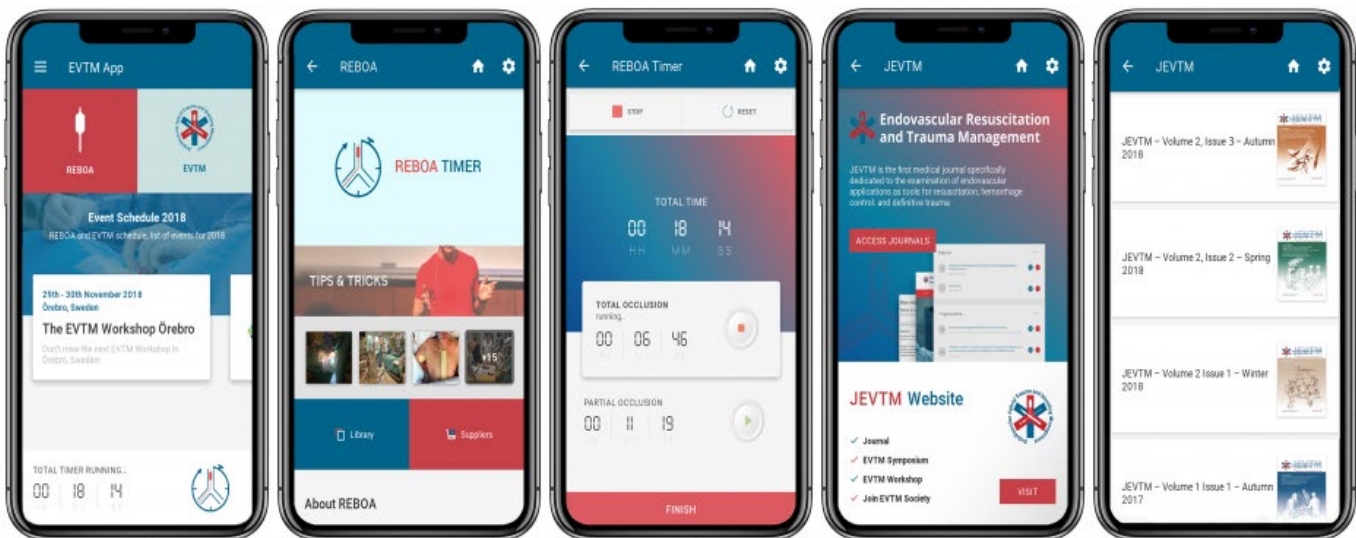 EVTM App
REBOA
EVTM
Event Schedule 2018
REBOA and EVTM schedule, list of events for 2018
29th - 30th November 2018
Örebro, Sweden
The EVTM Workshop Örebro
Don't miss the next EVTM Workshop in
Örebro, Sweden
TOTAL TIMER RUNNING...
00 18 14
REBOA
REBOA TIMER
TIPS & TRICKS
+15
Library
Suppliers
About REBOA
REBOA Timer
STOP
RESET
TOTAL TIME
00 18 14
HH MM SS
TOTAL OCCLUSION
running...
00 06 46
PARTIAL OCCLUSION
00 11 19
FINISH
JEVTM
Endovascular Resuscitation
and Trauma Management
JEVTM is the first medical journal specifically
dedicated to the examination of endovascular
applications as tools for resuscitation, hemorrhage
control, and definitive trauma
ACCESS JOURNALS
JEVTM Website
Journal
EVTM Symposium
EVTM Workshop
Join EVTM Society
VISIT
JEVTM
JEVTM – Volume 2, Issue 3 – Autumn
2018
JEVTM
JEVTM – Volume 2, Issue 2 – Spring
2018
JEVTM
JEVTM – Volume 2 Issue 1 – Winter
2018
JEVTM
JEVTM – Volume 1 Issue 1 – Autumn
2017
JEVTM